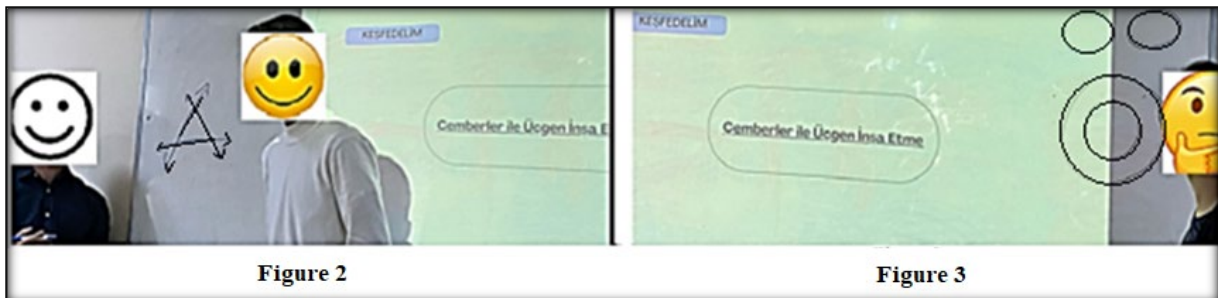 KEŞFEDELİM
Çemberler ile Üçgen İnşa E
KEŞFEDELİM
Çemberler ile Üçgen İnşa Etme
Figure 2
Figure 3